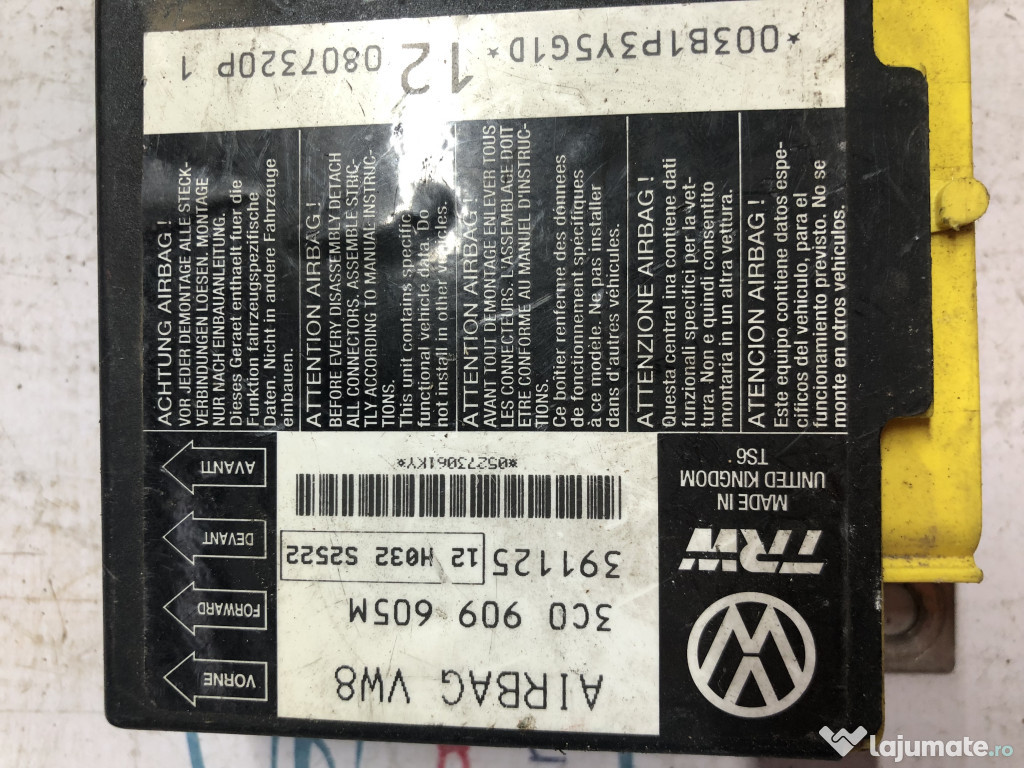 *003B1P3Y5G1D*
12 0807320P 1
ACHTUNG AIRBAG !
VOR JEDER DEMONTAGE ALLE STECK-
VERBINDUNGEN LOESEN. MONTAGE
NUR NACH EINBAUANLEITUNG.
Dieses Geraet enthaelt fuer die
Funktion fahrzeugspezifische
Daten. Nicht in andere Fahrzeuge
einbauen.
ATTENTION AIRBAG !
BEFORE EVERY DISASSEMBLY DETACH
ALL CONNECTORS. ASSEMBLE STRIC-
TLY ACCORDING TO MANUAL INSTRUC-
TIONS.
This unit contains specific
functional vehicle data. Do
not install in other vehicles.
ATTENTION AIRBAG !
AVANT TOUT DEMONTAGE ENLEVER TOUS
LES CONNECTEURS. L'ASSEMBLAGE DOIT
ETRE CONFORME AU MANUEL D'INSTRUC-
TIONS.
Ce boîtier renferme des données
de fonctionnement spécifiques
à ce modèle. Ne pas installer
dans d'autres véhicules.
ATTENZIONE AIRBAG !
Questa centralina contiene dati
funzionali specifici per la vet-
tura. Non e quindi consentito
montarla in un altra vettura.
ATENCION AIRBAG !
Este equipo contiene datos espe-
cíficos del vehiculo, para el
funcionamiento previsto. No se
monte en otros vehículos.
AVANTI
DEVANT
FORWARD
VORNE
*05273061KY*
391125 12 H032 S2522
3C0 909 605M
AIRBAG VW8
MADE IN
UNITED KINGDOM
TS6
TRW
lajumate.ro